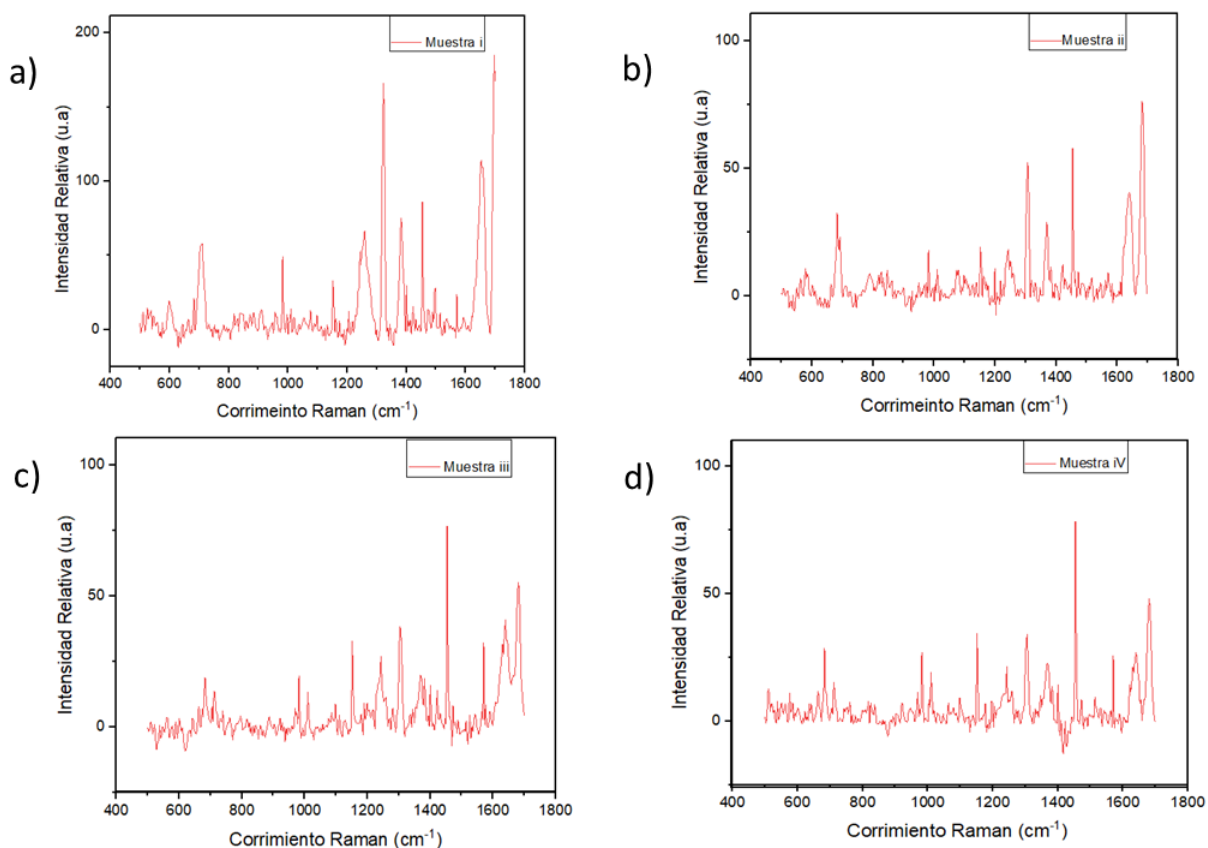 a)
Muestra i
200
100
0
Intensidad Relativa (u.a)
400 600 800 1000 1200 1400 1600 1800
Corrimeinto Raman (cm-1)
b)
Muestra ii
100
50
0
Intensidad Relativa (u.a)
400 600 800 1000 1200 1400 1600 1800
Corrimeinto Raman (cm-1)
c)
Muestra iii
100
50
0
Intensidad Relativa (u.a)
400 600 800 1000 1200 1400 1600 1800
Corrimiento Raman (cm-1)
d)
Muestra iV
100
50
0
Intensidad Relativa (u.a)
400 600 800 1000 1200 1400 1600 1800
Corrimiento Raman (cm-1)